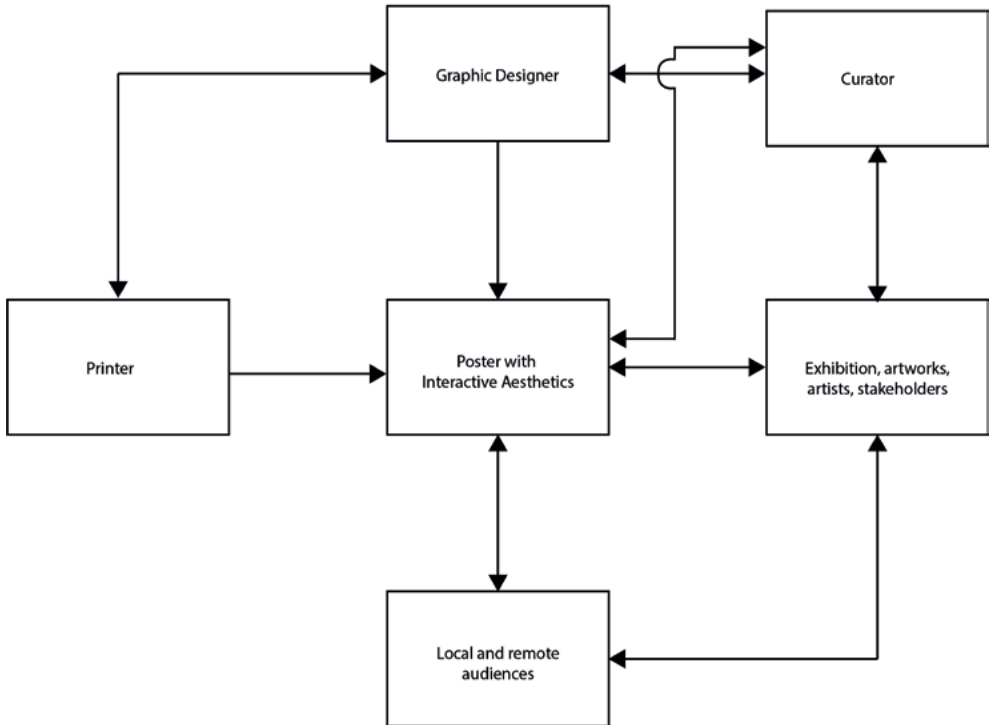 Graphic Designer
Curator
Printer
Poster with
Interactive Aesthetics
Exhibition, artworks,
artists, stakeholders
Local and remote
audiences